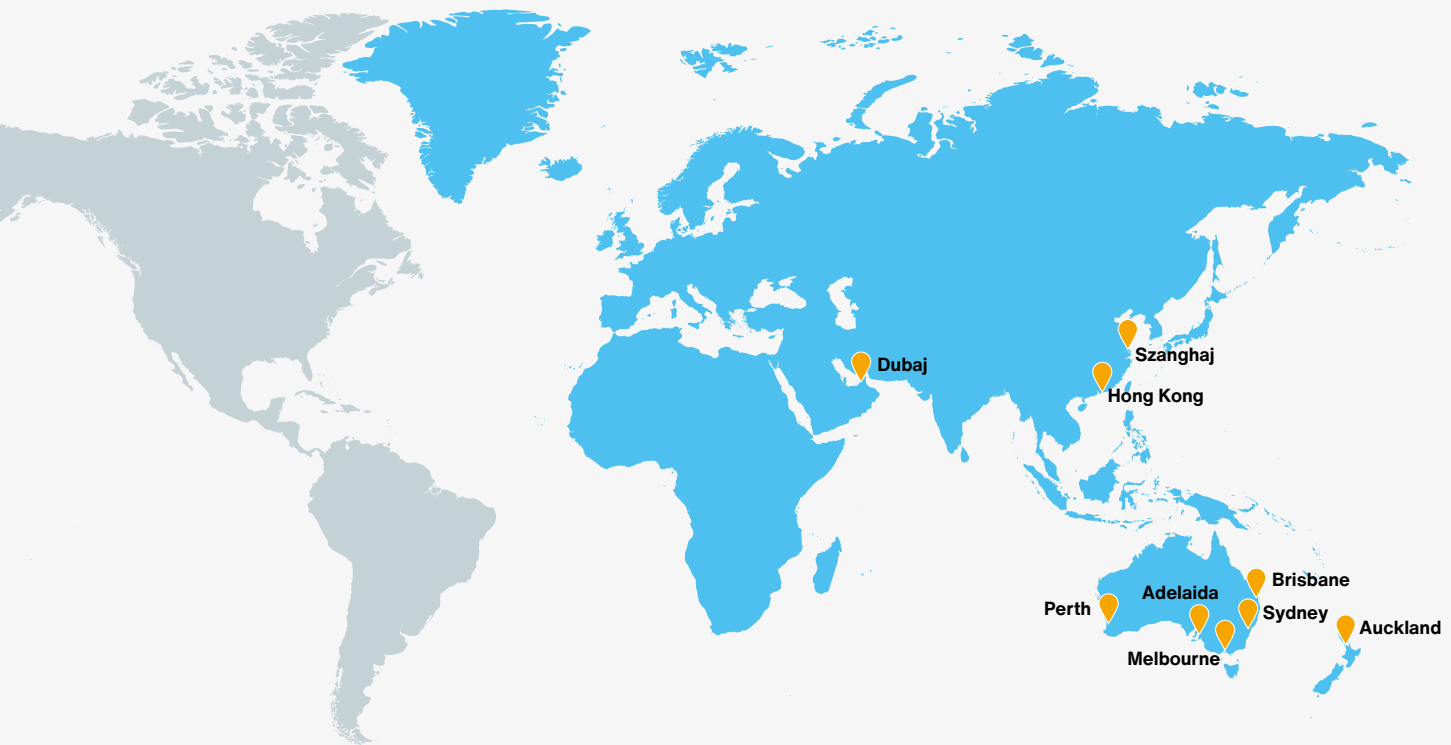 Szanghaj
Dubaj
Hong Kong
Brisbane
Adelaida
Perth
Sydney
Auckland
Melbourne